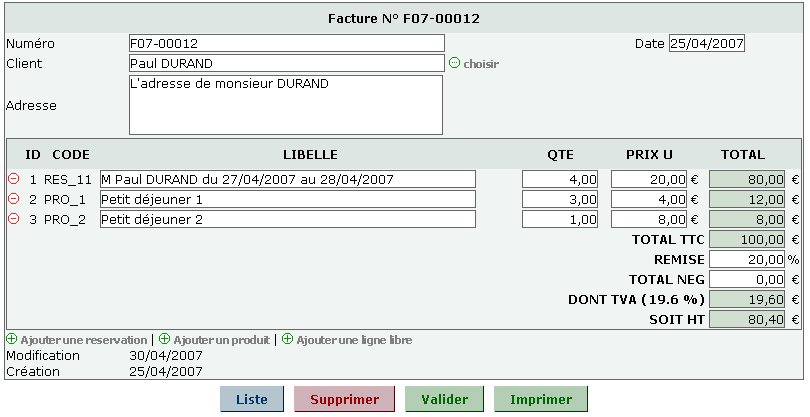 Facture N° F07-00012
Numéro F07-00012 Date 25/04/2007
Client Paul DURAND choisir
Adresse L'adresse de monsieur DURAND
ID CODE LIBELLE QTE PRIX U TOTAL
1 RES_11 M Paul DURAND du 27/04/2007 au 28/04/2007 4,00 20,00 € 80,00 €
2 PRO_1 Petit déjeuner 1 3,00 4,00 € 12,00 €
3 PRO_2 Petit déjeuner 2 1,00 8,00 € 8,00 €
TOTAL TTC 100,00 €
REMISE 20,00 %
TOTAL NEG 0,00 €
DONT TVA (19.6 %) 19,60 €
SOIT HT 80,40 €
Ajouter une reservation | Ajouter un produit | Ajouter une ligne libre
Modification 30/04/2007
Création 25/04/2007
Liste Supprimer Valider Imprimer